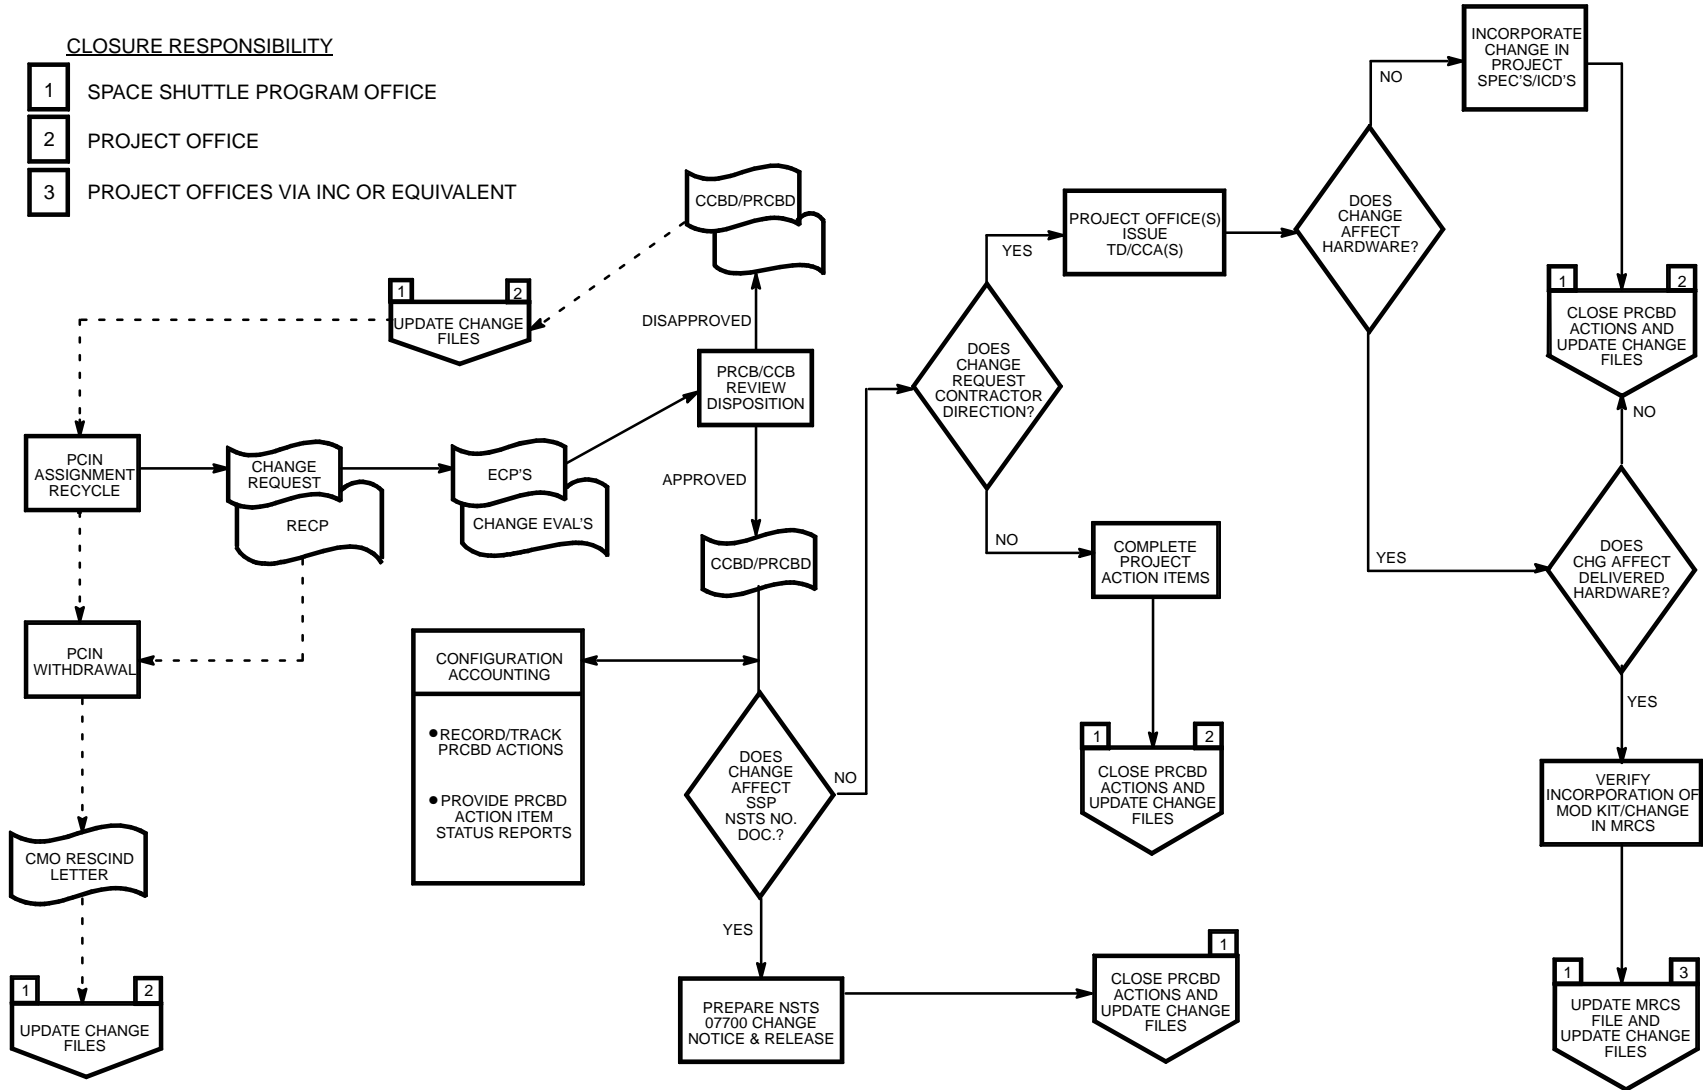 CLOSURE RESPONSIBILITY
1 SPACE SHUTTLE PROGRAM OFFICE
2 PROJECT OFFICE
3 PROJECT OFFICES VIA INC OR EQUIVALENT
CCBD/PRCBD
1 2
UPDATE CHANGE
FILES
DISAPPROVED
PRCB/CCB
REVIEW
DISPOSITION
APPROVED
PCIN
ASSIGNMENT
RECYCLE
CHANGE
REQUEST
RECP
ECP'S
CHANGE EVAL'S
CCBD/PRCBD
PCIN
WITHDRAWAL
CMO RESCIND
LETTER
1 2
UPDATE CHANGE
FILES
CONFIGURATION
ACCOUNTING
• RECORD/TRACK
PRCBD ACTIONS
• PROVIDE PRCBD
ACTION ITEM
STATUS REPORTS
DOES
CHANGE
AFFECT
SSP
NSTS NO.
DOC.?
NO
YES
PREPARE NSTS
07700 CHANGE
NOTICE & RELEASE
1
CLOSE PRCBD
ACTIONS AND
UPDATE CHANGE
FILES
DOES
CHANGE
REQUEST
CONTRACTOR
DIRECTION?
YES
NO
PROJECT OFFICE(S)
ISSUE
TD/CCA(S)
COMPLETE
PROJECT
ACTION ITEMS
1 2
CLOSE PRCBD
ACTIONS AND
UPDATE CHANGE
FILES
DOES
CHANGE
AFFECT
HARDWARE?
NO
YES
INCORPORATE
CHANGE IN
PROJECT
SPEC'S/ICD'S
1 2
CLOSE PRCBD
ACTIONS AND
UPDATE CHANGE
FILES
NO
DOES
CHG AFFECT
DELIVERED
HARDWARE?
YES
VERIFY
INCORPORATION OF
MOD KIT/CHANGE
IN MRCS
1 3
UPDATE MRCS
FILE AND
UPDATE CHANGE
FILES